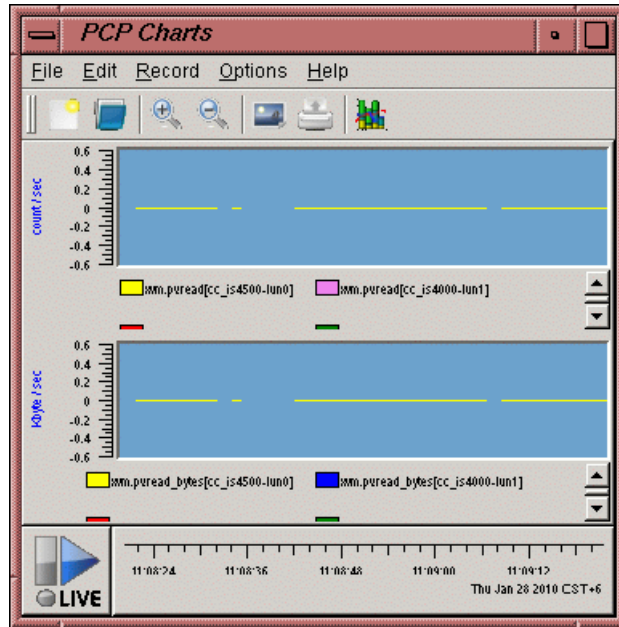 PCP Charts
File Edit Record Options Help
0.6
0.4
0.2
0
-0.2
-0.4
-0.6
count / sec
xvm.pvread[cc_is4500-lun0] xvm.pvread[cc_is4000-lun1]
0.6
0.4
0.2
0
-0.2
-0.4
-0.6
Kbyte / sec
xvm.pvread_bytes[cc_is4500-lun0] xvm.pvread_bytes[cc_is4000-lun1]
LIVE
11:08:24 11:08:36 11:08:48 11:09:00 11:09:12
Thu Jan 28 2010 CST+6